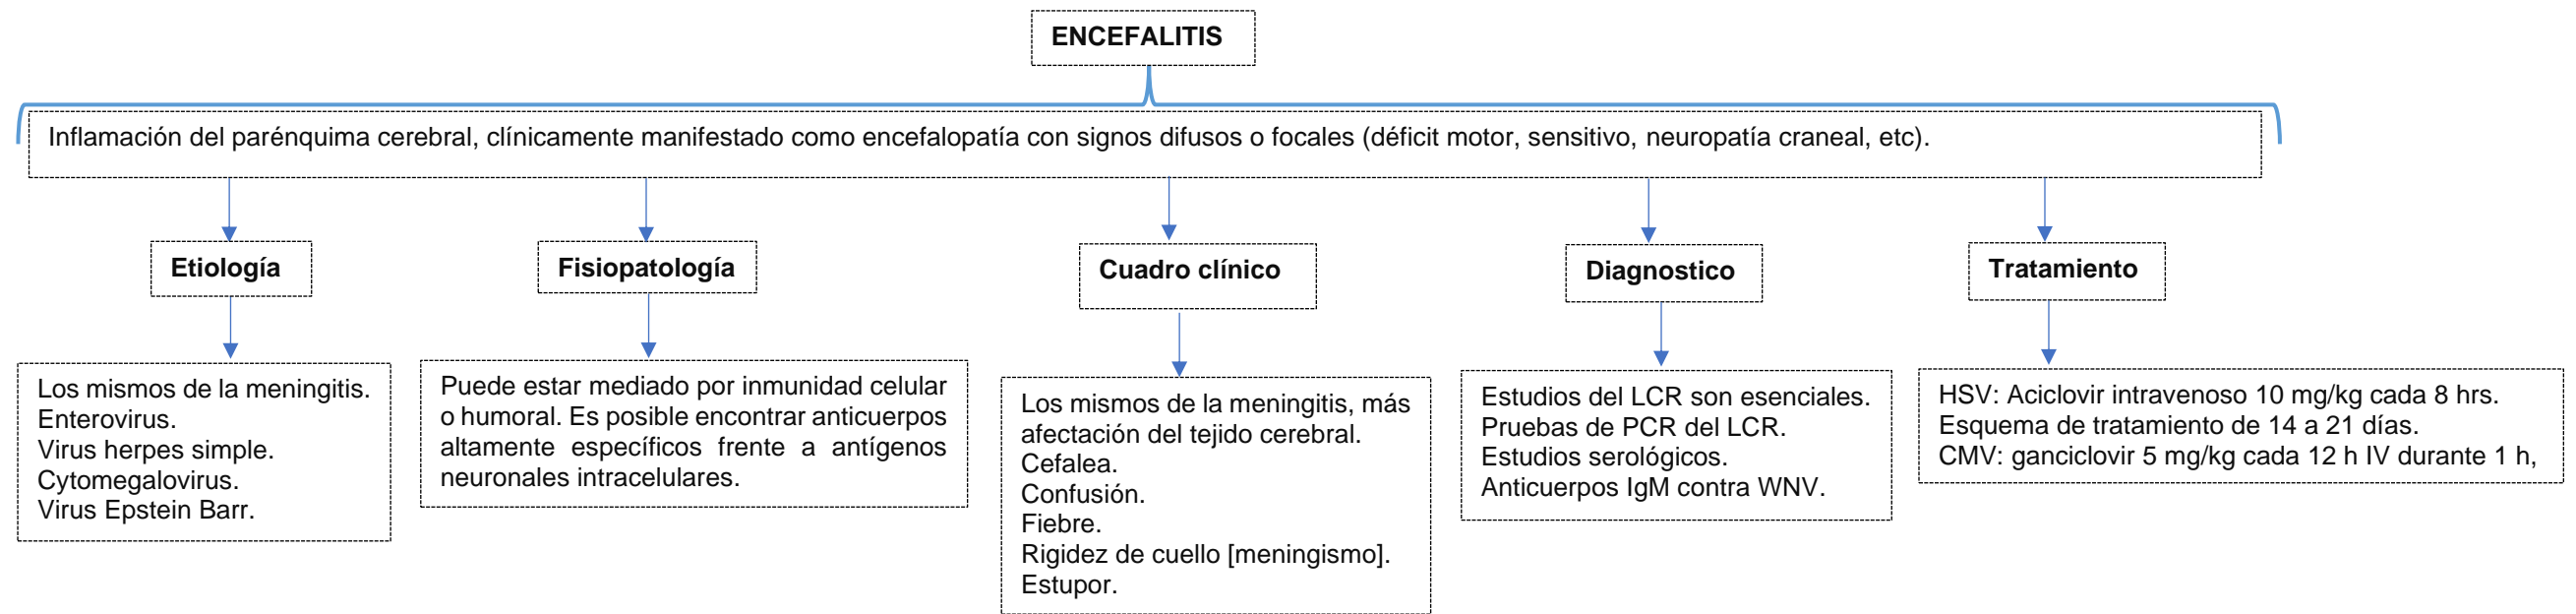 ENCEFALITIS
Inflamación del parénquima cerebral, clínicamente manifestado como encefalopatía con signos difusos o focales (déficit motor, sensitivo, neuropatía craneal, etc).
Etiología
Los mismos de la meningitis.
Enterovirus.
Virus herpes simple.
Cytomegalovirus.
Virus Epstein Barr.
Fisiopatología
Puede estar mediado por inmunidad celular
o humoral. Es posible encontrar anticuerpos
altamente específicos frente a antígenos
neuronales intracelulares.
Cuadro clínico
Los mismos de la meningitis, más
afectación del tejido cerebral.
Cefalea.
Confusión.
Fiebre.
Rigidez de cuello [meningismo].
Estupor.
Diagnostico
Estudios del LCR son esenciales.
Pruebas de PCR del LCR.
Estudios serológicos.
Anticuerpos IgM contra WNV.
Tratamiento
HSV: Aciclovir intravenoso 10 mg/kg cada 8 hrs.
Esquema de tratamiento de 14 a 21 días.
CMV: ganciclovir 5 mg/kg cada 12 h IV durante 1 h,